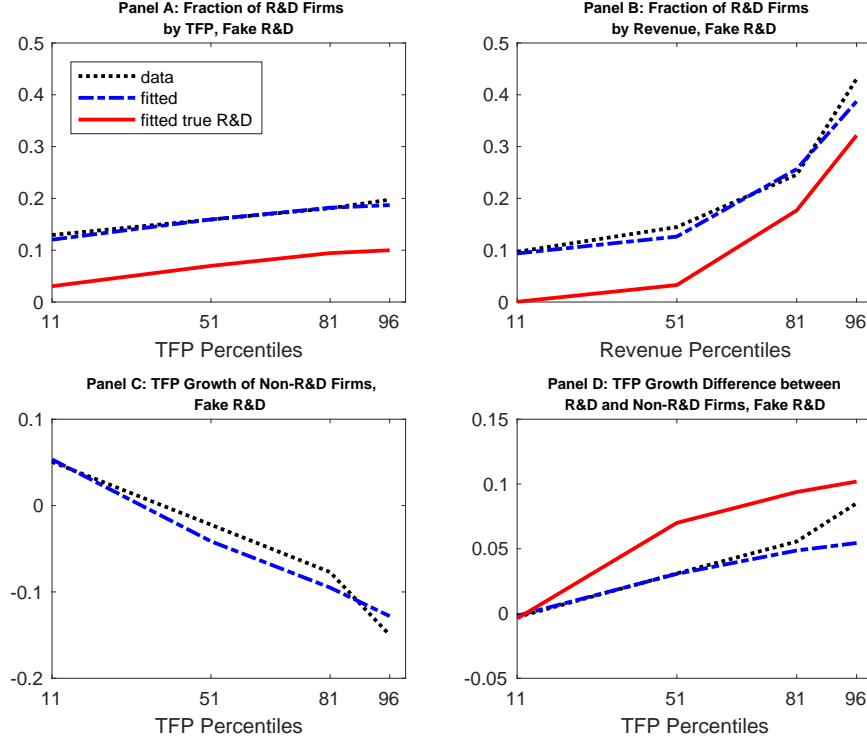 Panel A: Fraction of R&D Firms
by TFP, Fake R&D
0.5
0.4
0.3
0.2
0.1
0
data
fitted
fitted true R&D
11
51
81
96
TFP Percentiles
Panel B: Fraction of R&D Firms
by Revenue, Fake R&D
0.5
0.4
0.3
0.2
0.1
0
11
51
81
96
Revenue Percentiles
Panel C: TFP Growth of Non-R&D Firms,
Fake R&D
0.1
0
-0.1
-0.2
11
51
81
96
TFP Percentiles
Panel D: TFP Growth Difference between
R&D and Non-R&D Firms, Fake R&D
0.15
0.1
0.05
0
-0.05
11
51
81
96
TFP Percentiles